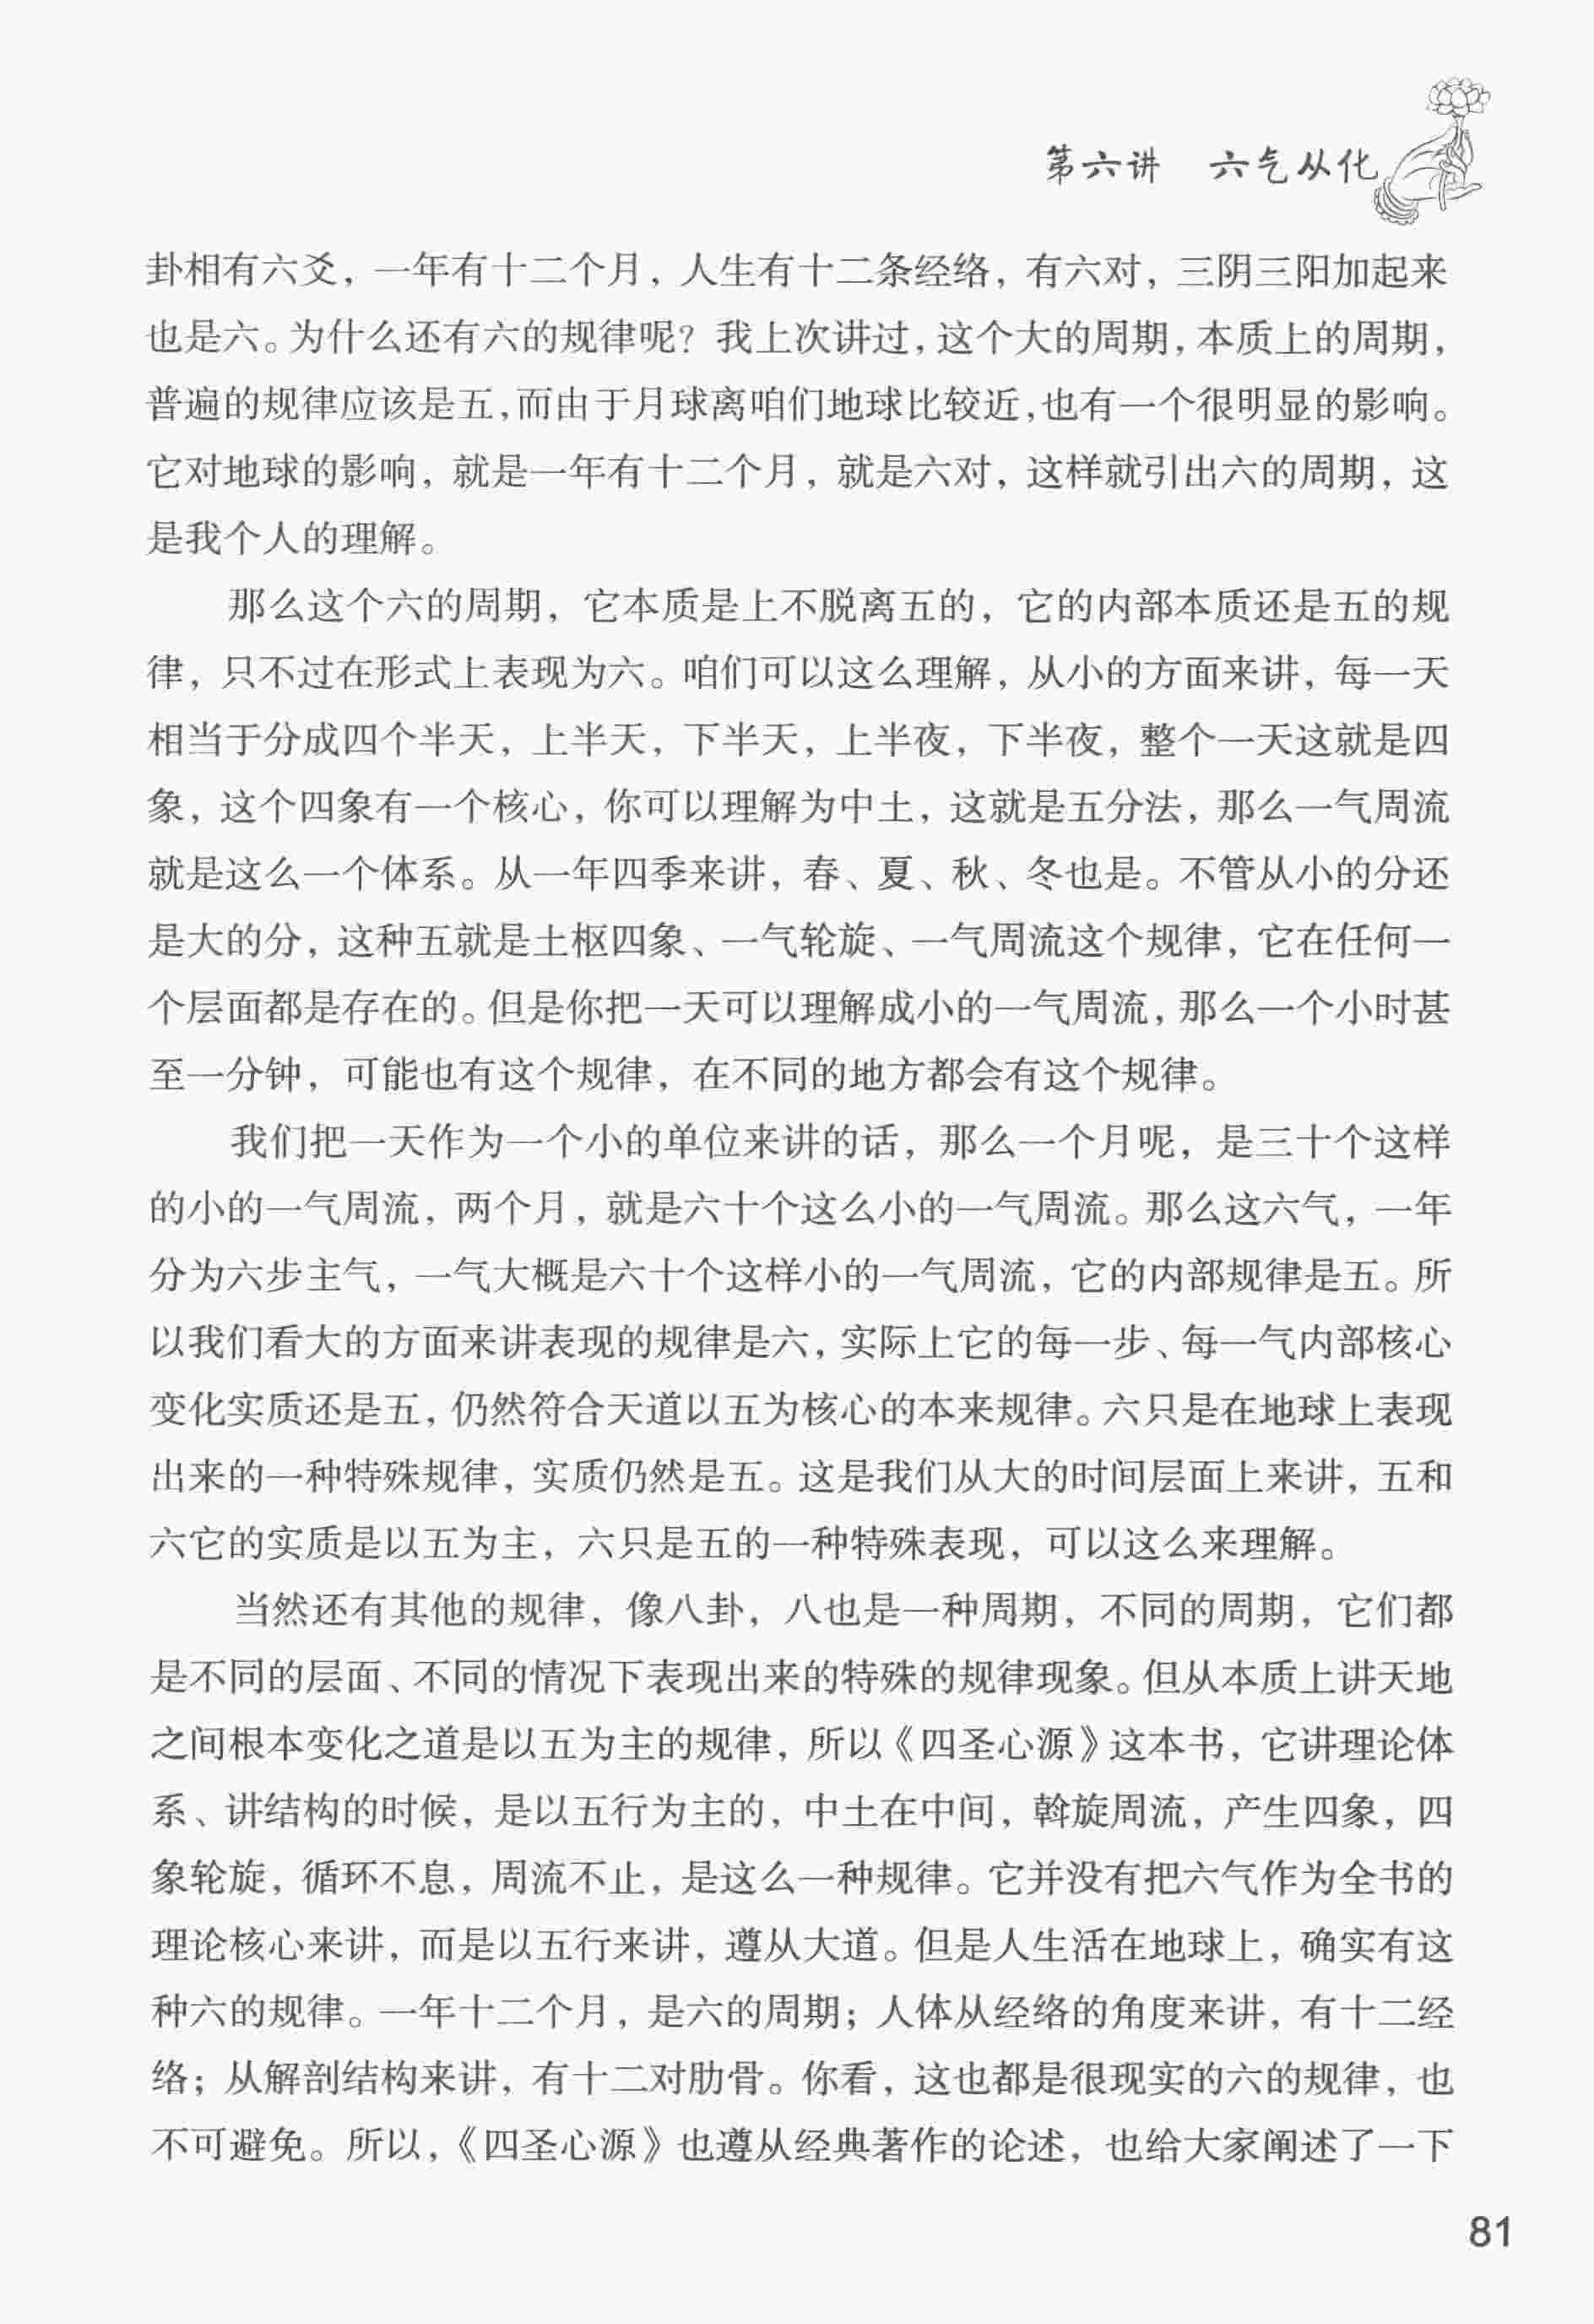 第六讲　六气从化
卦相有六爻，一年有十二个月，人生有十二条经络，有六对，三阴三阳加起来
也是六。为什么还有六的规律呢？我上次讲过，这个大的周期，本质上的周期，
普遍的规律应该是五，而由于月球离咱们地球比较近，也有一个很明显的影响。
它对地球的影响，就是一年有十二个月，就是六对，这样就引出六的周期，这
是我个人的理解。
那么这个六的周期，它本质是上不脱离五的，它的内部本质还是五的规
律，只不过在形式上表现为六。咱们可以这么理解，从小的方面来讲，每一天
相当于分成四个半天，上半天，下半天，上半夜，下半夜，整个一天这就是四
象，这个四象有一个核心，你可以理解为中土，这就是五分法，那么一气周流
就是这么一个体系。从一年四季来讲，春、夏、秋、冬也是。不管从小的分还
是大的分，这种五就是土枢四象、一气轮旋、一气周流这个规律，它在任何一
个层面都是存在的。但是你把一天可以理解成小的一气周流，那么一个小时甚
至一分钟，可能也有这个规律，在不同的地方都会有这个规律。
我们把一天作为一个小的单位来讲的话，那么一个月呢，是三十个这样
的小的一气周流，两个月，就是六十个这么小的一气周流。那么这六气，一年
分为六步主气，一气大概是六十个这样小的一气周流，它的内部规律是五。所
以我们看大的方面来讲表现的规律是六，实际上它的每一步、每一气内部核心
变化实质还是五，仍然符合天道以五为核心的本来规律。六只是在地球上表现
出来的一种特殊规律，实质仍然是五。这是我们从大的时间层面上来讲，五和
六它的实质是以五为主，六只是五的一种特殊表现，可以这么来理解。
当然还有其他的规律，像八卦，八也是一种周期，不同的周期，它们都
是不同的层面、不同的情况下表现出来的特殊的规律现象。但从本质上讲天地
之间根本变化之道是以五为主的规律，所以《四圣心源》这本书，它讲理论体
系、讲结构的时候，是以五行为主的，中土在中间，斡旋周流，产生四象，四
象轮旋，循环不息，周流不止，是这么一种规律。它并没有把六气作为全书的
理论核心来讲，而是以五行来讲，遵从大道。但是人生活在地球上，确实有这
种六的规律。一年十二个月，是六的周期；人体从经络的角度来讲，有十二经
络；从解剖结构来讲，有十二对肋骨。你看，这也都是很现实的六的规律，也
不可避免。所以，《四圣心源》也遵从经典著作的论述，也给大家阐述了一下
81